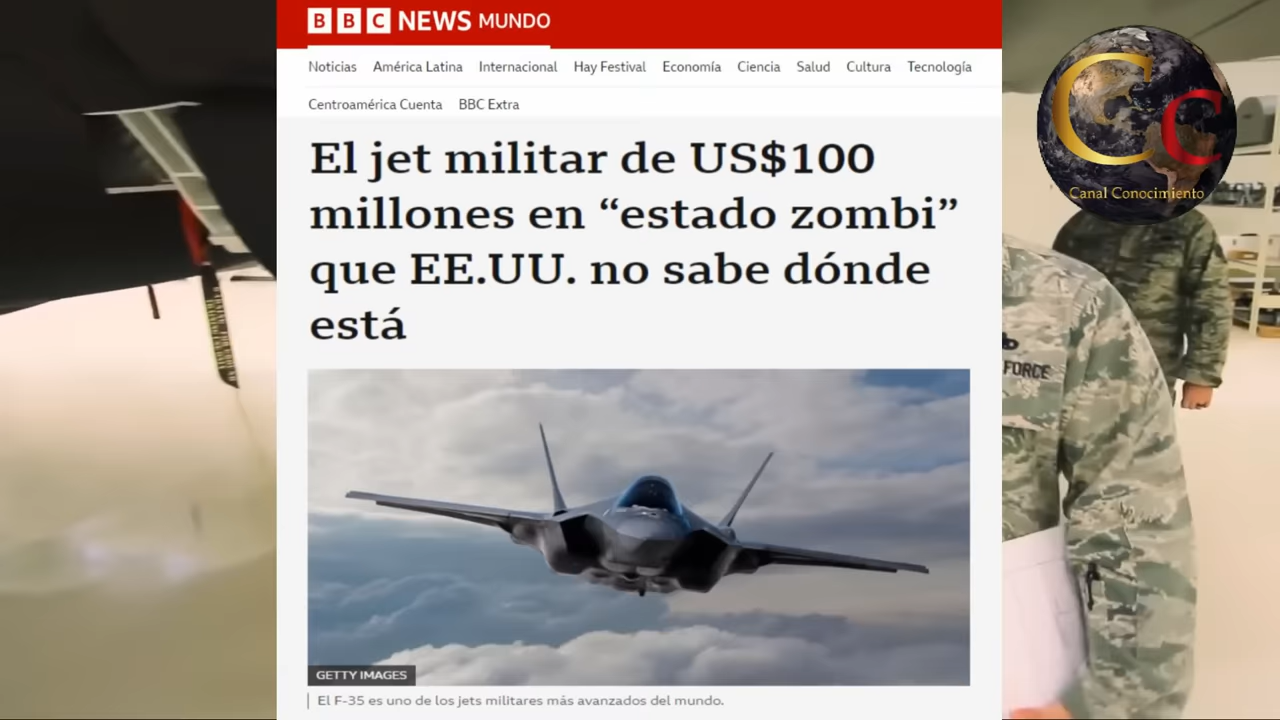 BBC NEWS MUNDO
Noticias América Latina Internacional Hay Festival Economía Ciencia Salud Cultura Tecnología
Centroamérica Cuenta BBC Extra
El jet militar de US$100
millones en “estado zombi”
que EE.UU. no sabe dónde
está
GETTY IMAGES
El F-35 es uno de los jets militares más avanzados del mundo.
CC
Canal Conocimiento
FORCE